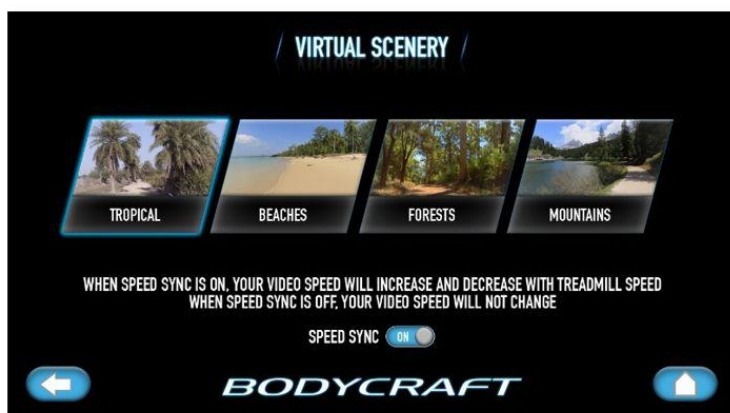 VIRTUAL SCENERY
TROPICAL
BEACHES
FORESTS
MOUNTAINS
WHEN SPEED SYNC IS ON, YOUR VIDEO SPEED WILL INCREASE AND DECREASE WITH TREADMILL SPEED
WHEN SPEED SYNC IS OFF, YOUR VIDEO SPEED WILL NOT CHANGE
SPEED SYNC ON
BODYCRAFT